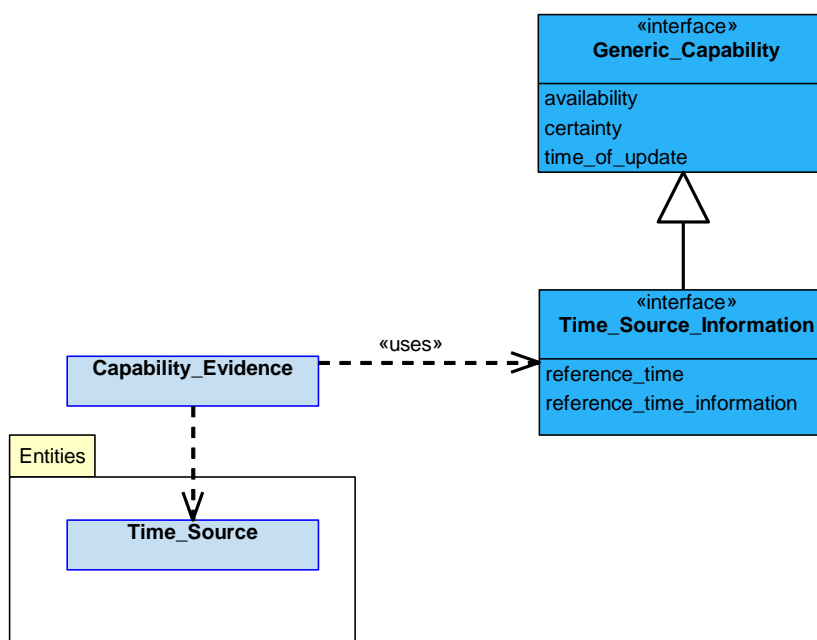 «interface»
Generic_Capability
availability
certainty
time_of_update
«interface»
Time_Source_Information
reference_time
reference_time_information
«uses»
Capability_Evidence
Entities
Time_Source